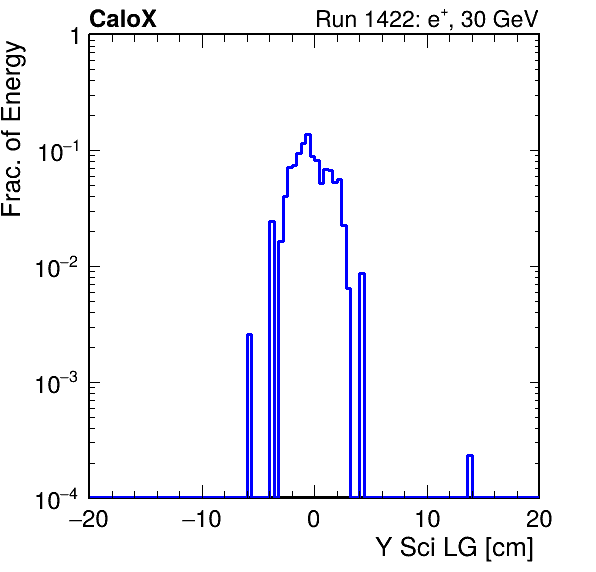 CaloX
Run 1422: e⁺, 30 GeV
Frac. of Energy
1
10⁻¹
10⁻²
10⁻³
10⁻⁴
−20
−10
0
10
20
Y Sci LG [cm]